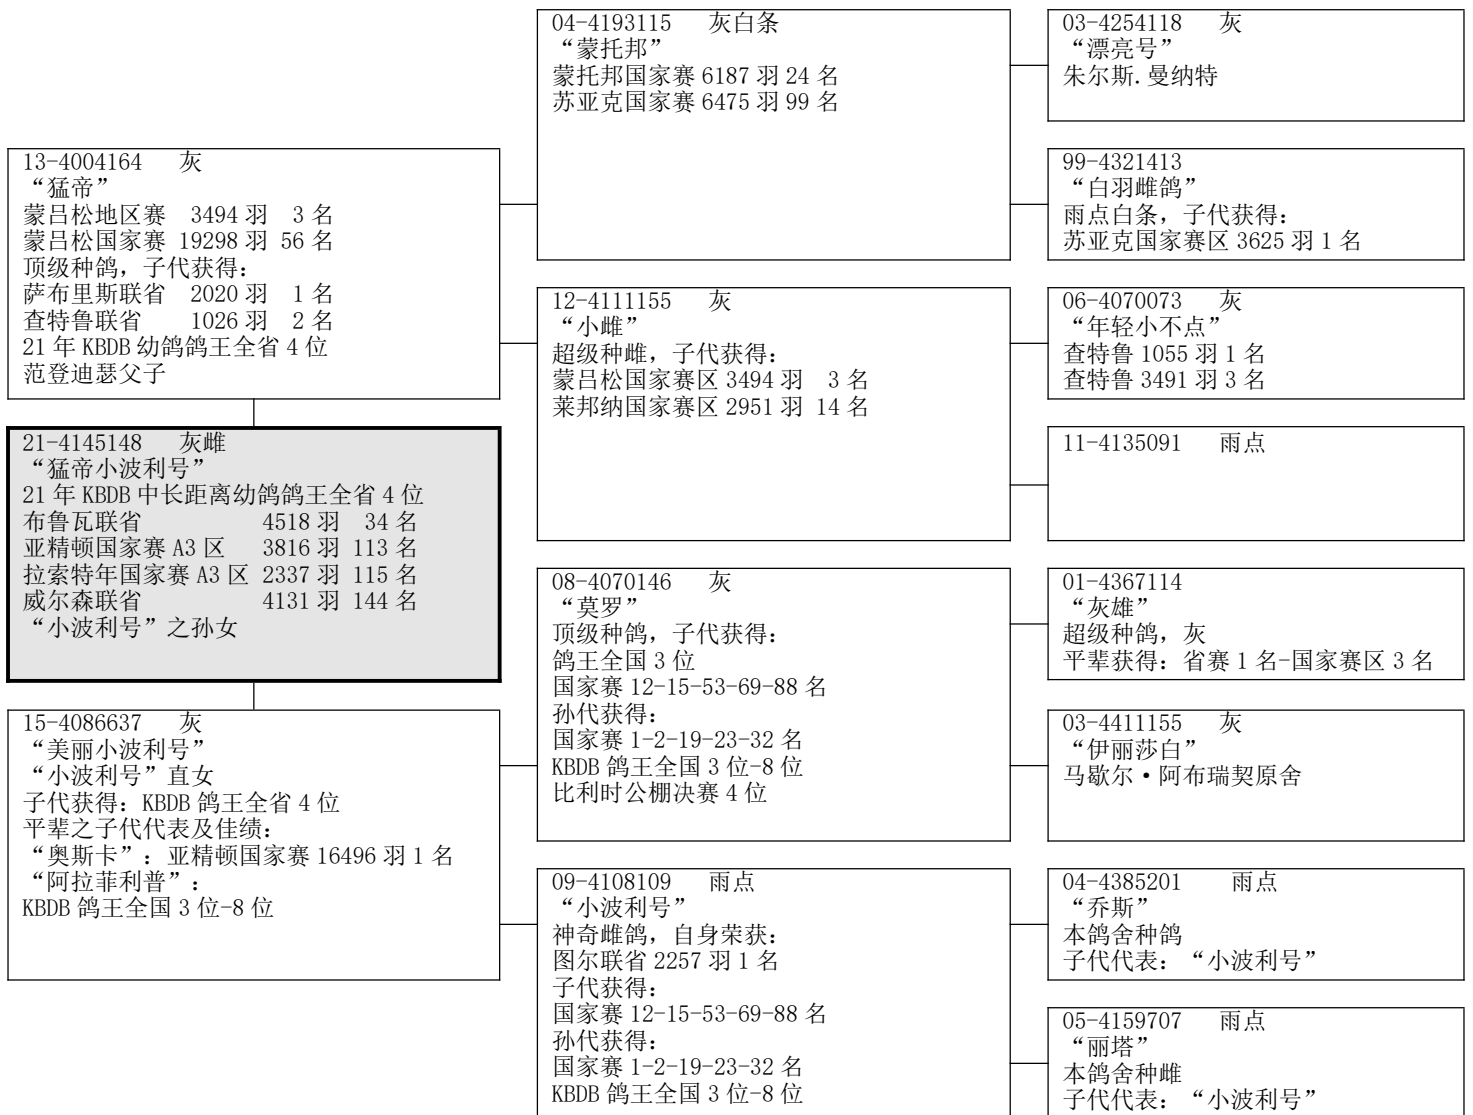 13-4004164 灰
“猛帝”
蒙吕松地区赛 3494 羽 3 名
蒙吕松国家赛 19298 羽 56 名
顶级种鸽，子代获得：
萨布里斯联省 2020 羽 1 名
查特鲁联省 1026 羽 2 名
21 年 KBDB 幼鸽鸽王全省 4 位
范登迪瑟父子
21-4145148 灰雌
“猛帝小波利号”
21 年 KBDB 中长距离幼鸽鸽王全省 4 位
布鲁瓦联省 4518 羽 34 名
亚精顿国家赛 A3 区 3816 羽 113 名
拉索特年国家赛 A3 区 2337 羽 115 名
威尔森联省 4131 羽 144 名
“小波利号”之孙女
15-4086637 灰
“美丽小波利号”
“小波利号”直女
子代获得：KBDB 鸽王全省 4 位
平辈之子代代表及佳绩：
“奥斯卡”：亚精顿国家赛 16496 羽 1 名
“阿拉菲利普”：
KBDB 鸽王全国 3 位-8 位
04-4193115 灰白条
“蒙托邦”
蒙托邦国家赛 6187 羽 24 名
苏亚克国家赛 6475 羽 99 名
12-4111155 灰
“小雌”
超级种雌，子代获得：
蒙吕松国家赛区 3494 羽 3 名
莱邦纳国家赛区 2951 羽 14 名
08-4070146 灰
“莫罗”
顶级种鸽，子代获得：
鸽王全国 3 位
国家赛 12-15-53-69-88 名
孙代获得：
国家赛 1-2-19-23-32 名
KBDB 鸽王全国 3 位-8 位
比利时公棚决赛 4 位
09-4108109 雨点
“小波利号”
神奇雌鸽，自身荣获：
图尔联省 2257 羽 1 名
子代获得：
国家赛 12-15-53-69-88 名
孙代获得：
国家赛 1-2-19-23-32 名
KBDB 鸽王全国 3 位-8 位
03-4254118 灰
“漂亮号”
朱尔斯.曼纳特
99-4321413
“白羽雌鸽”
雨点白条，子代获得：
苏亚克国家赛区 3625 羽 1 名
06-4070073 灰
“年轻小不点”
查特鲁 1055 羽 1 名
查特鲁 3491 羽 3 名
11-4135091 雨点
01-4367114
“灰雄”
超级种鸽，灰
平辈获得：省赛 1 名-国家赛区 3 名
03-4411155 灰
“伊丽莎白”
马歇尔·阿布瑞契原舍
04-4385201 雨点
“乔斯”
本鸽舍种鸽
子代代表：“小波利号”
05-4159707 雨点
“丽塔”
本鸽舍种雌
子代代表：“小波利号”